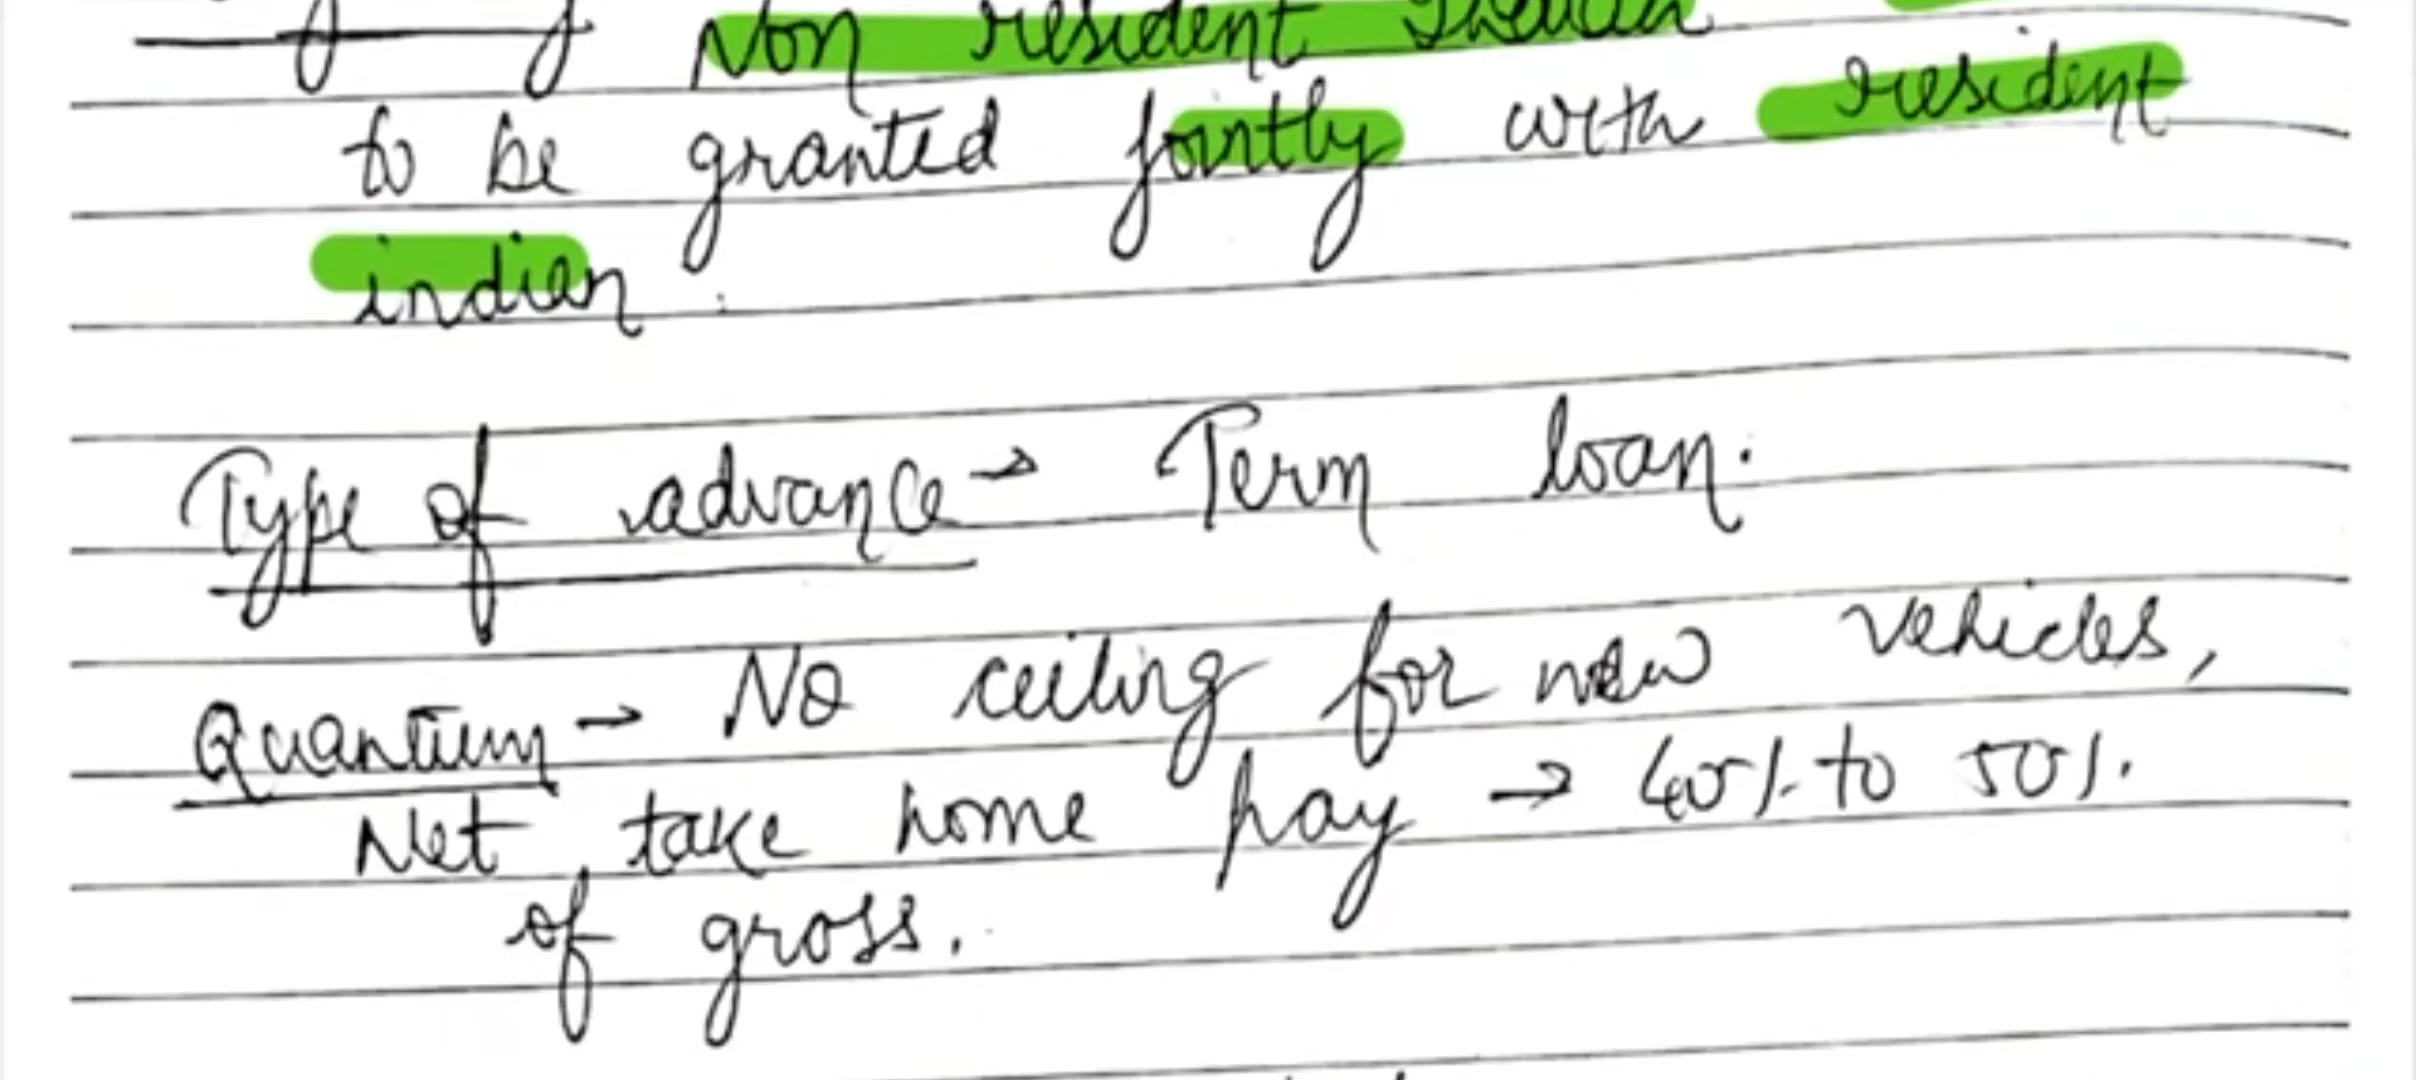 Non resident Indian
to be granted jointly with resident
indian.
Type of advance → Term loan.
Quantum → No ceiling for new vehicles,
Net take home pay → 40% to 50%.
of gross.